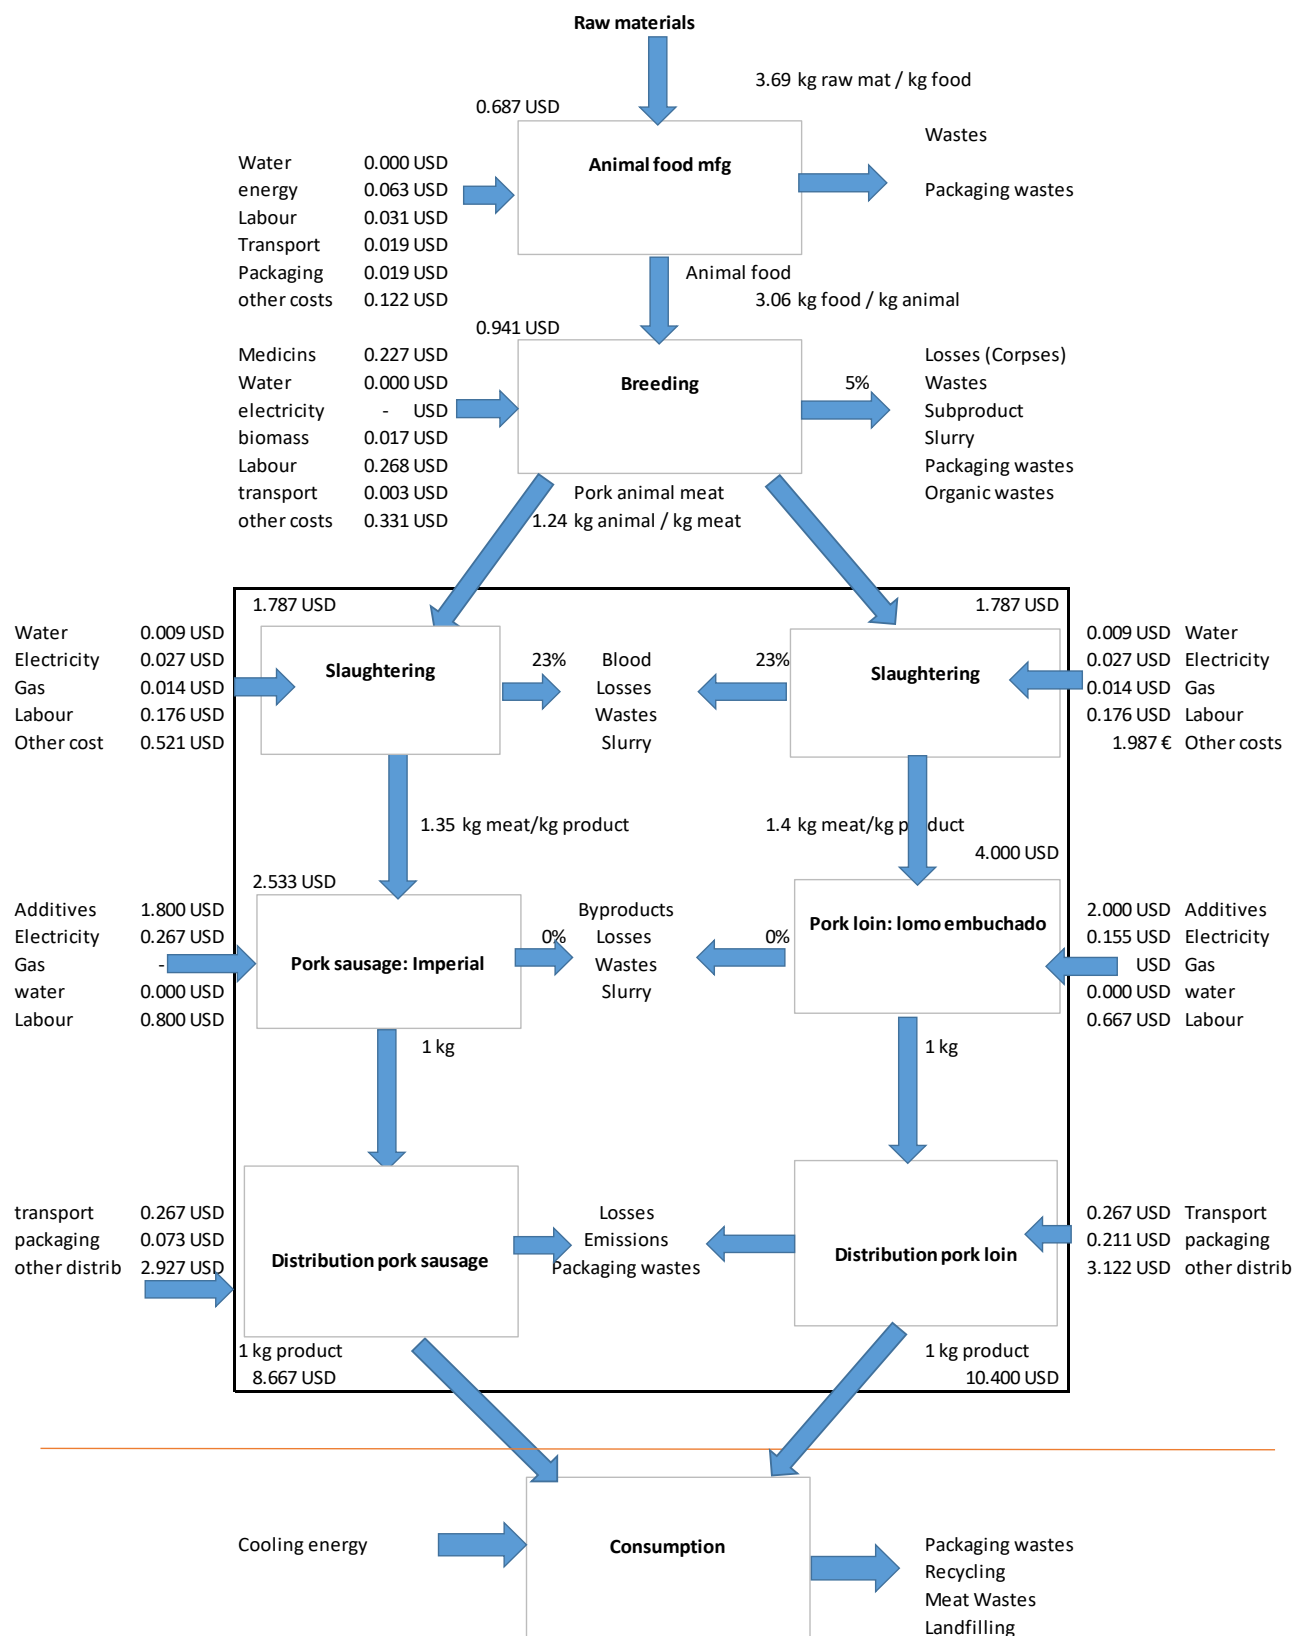 Raw materials
3.69 kg raw mat / kg food
0.687 USD
Wastes
Animal food mfg
Water 0.000 USD
energy 0.063 USD
Packaging wastes
Labour 0.031 USD
Transport 0.019 USD
Packaging 0.019 USD
Animal food
other costs 0.122 USD
3.06 kg food / kg animal
0.941 USD
Medicins 0.227 USD
Losses (Corpses)
Water 0.000 USD
Breeding
5%
Wastes
electricity - USD
Subproduct
biomass 0.017 USD
Slurry
Labour 0.268 USD
Packaging wastes
transport 0.003 USD
Pork animal meat
Organic wastes
other costs 0.331 USD
1.24 kg animal / kg meat
1.787 USD
1.787 USD
Water 0.009 USD
0.009 USD Water
Electricity 0.027 USD
Slaughtering
23%
Blood
23%
Slaughtering
0.027 USD Electricity
Gas 0.014 USD
Losses
0.014 USD Gas
Labour 0.176 USD
Wastes
0.176 USD Labour
Other cost 0.521 USD
Slurry
1.987 € Other costs
1.35 kg meat/kg product
1.4 kg meat/kg product
4.000 USD
2.533 USD
Additives 1.800 USD
Byproducts
Pork loin: lomo embuchado
2.000 USD Additives
Electricity 0.267 USD
0%
Losses
0%
0.155 USD Electricity
Gas -
Pork sausage: Imperial
Wastes
USD Gas
water 0.000 USD
Slurry
0.000 USD water
Labour 0.800 USD
0.667 USD Labour
1 kg
1 kg
transport 0.267 USD
Losses
0.267 USD Transport
packaging 0.073 USD
Emissions
0.211 USD packaging
other distrib 2.927 USD
Distribution pork sausage
Packaging wastes
Distribution pork loin
3.122 USD other distrib
1 kg product
1 kg product
8.667 USD
10.400 USD
Cooling energy
Consumption
Packaging wastes
Recycling
Meat Wastes
Landfilling